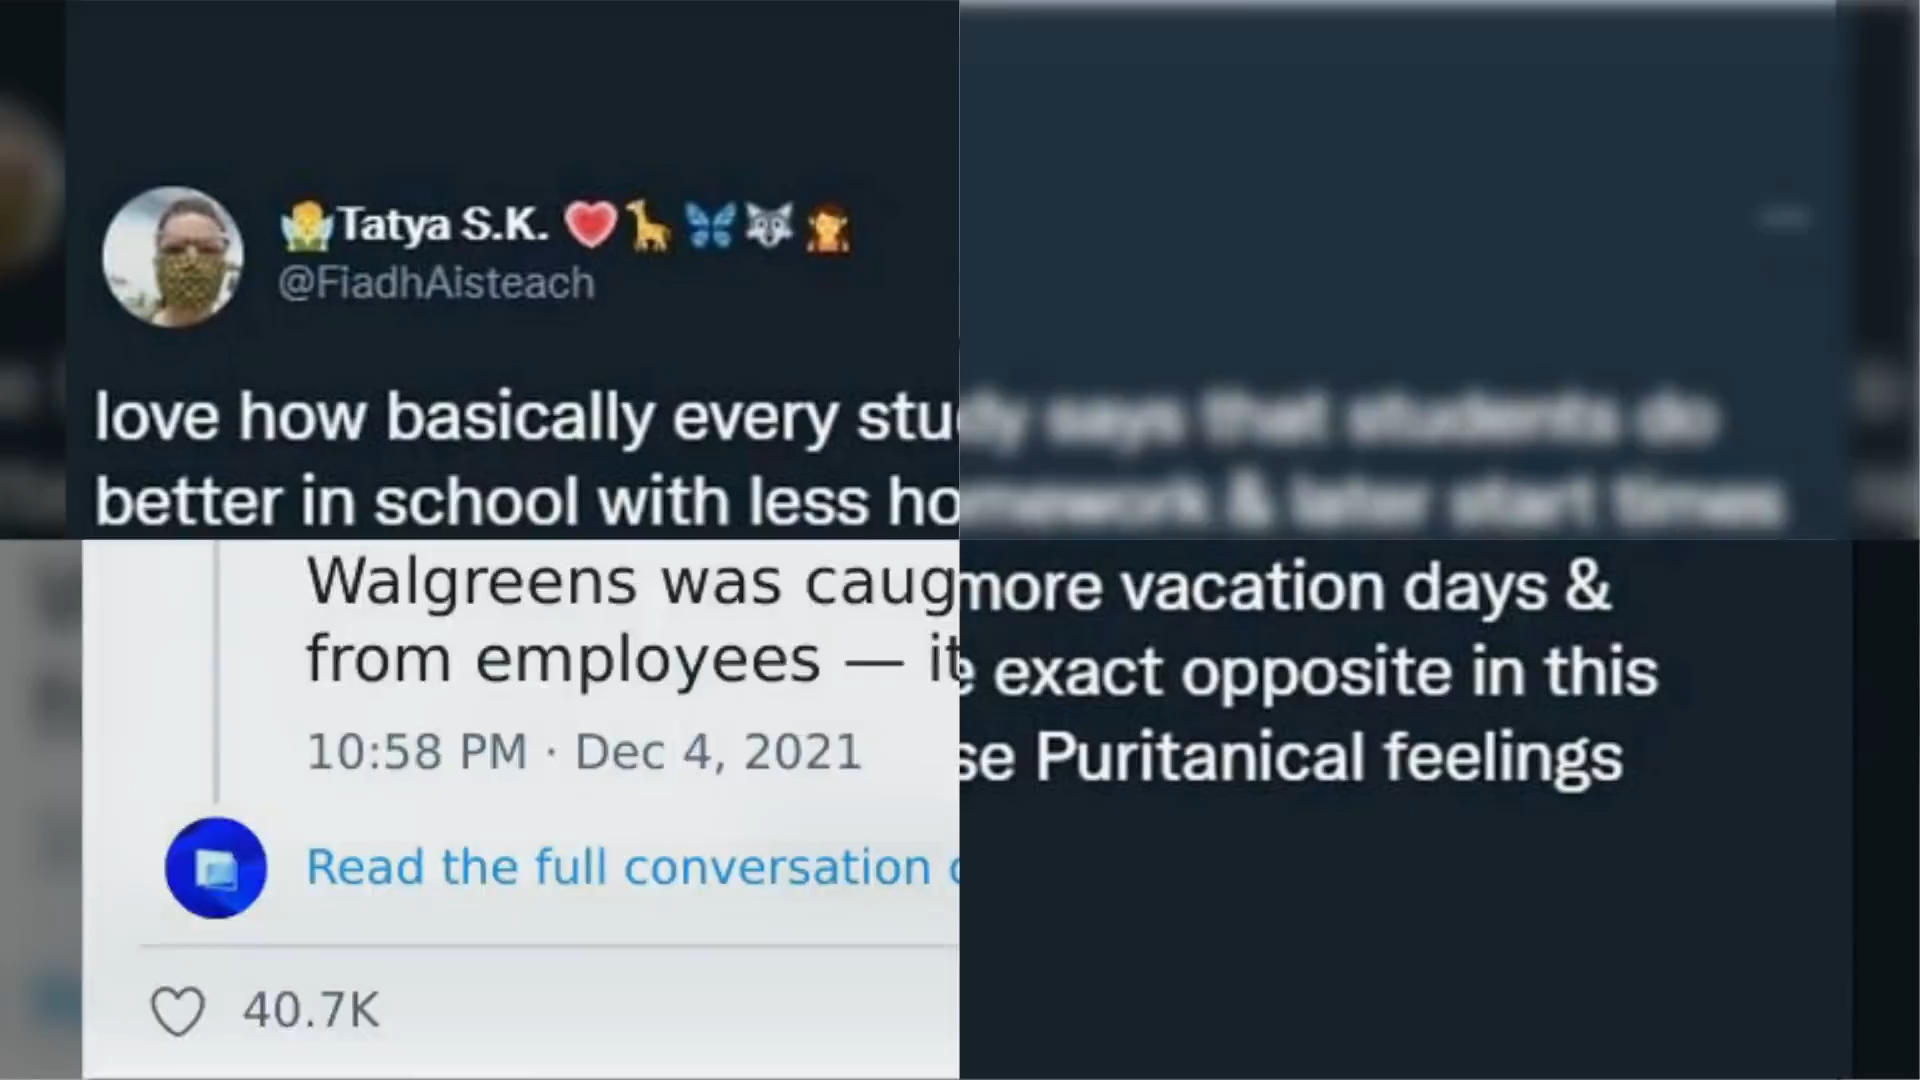 Tatya S.K.
@FiadhAisteach
love how basically every study says that students do
better in school with less homework & later start times
Walgreens was caug
from employees — it
10:58 PM · Dec 4, 2021
Read the full conversation
40.7K
more vacation days &
e exact opposite in this
se Puritanical feelings